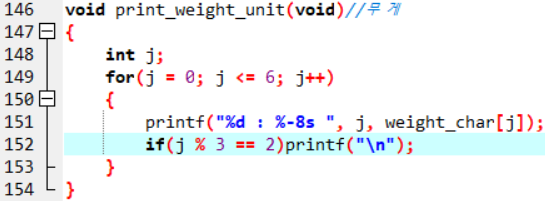 146 void print_weight_unit(void)//무게
147 {
148 int j;
149 for(j = 0; j <= 6; j++)
150 {
151 printf("%d : %-8s ", j, weight_char[j]);
152 if(j % 3 == 2)printf("\n");
153 }
154 }